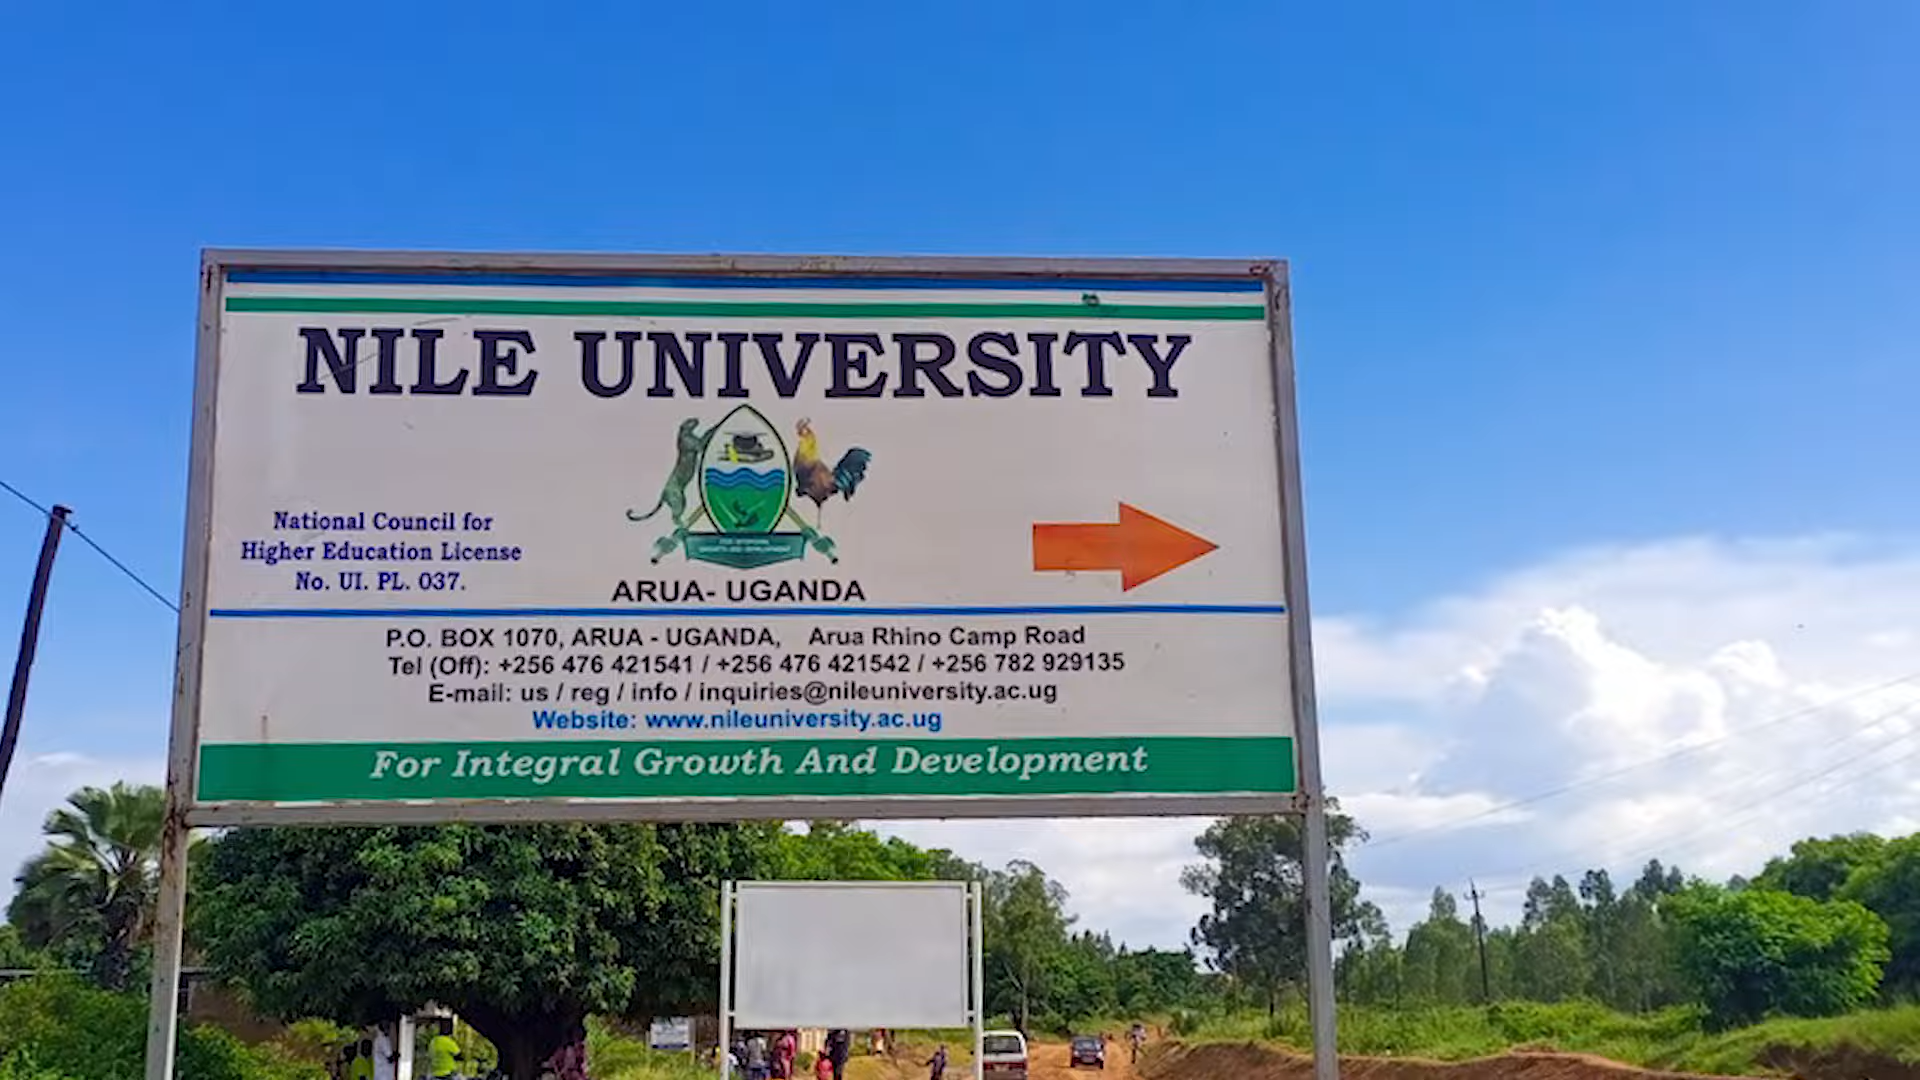 NILE UNIVERSITY
National Council for
Higher Education License
No. UI. PL. 037.
ARUA- UGANDA
P.O. BOX 1070, ARUA - UGANDA, Arua Rhino Camp Road
Tel (Off): +256 476 421541 / +256 476 421542 / +256 782 929135
E-mail: us / reg / info / inquiries@nileuniversity.ac.ug
Website: www.nileuniversity.ac.ug
For Integral Growth And Development